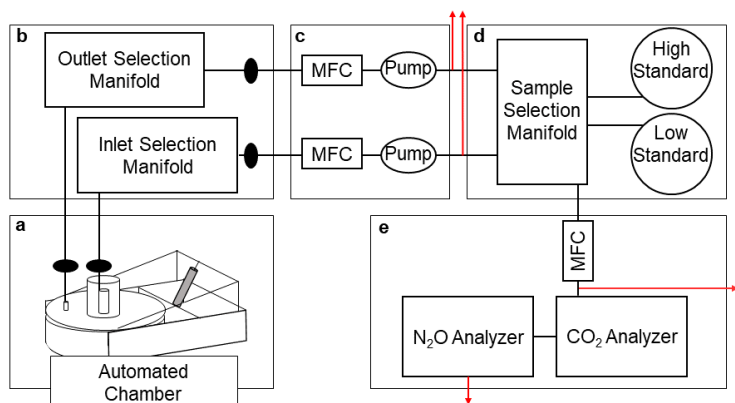 b
Outlet Selection
Manifold
Inlet Selection
Manifold
c
MFC
Pump
MFC
Pump
d
Sample
Selection
Manifold
High
Standard
Low
Standard
a
Automated
Chamber
e
MFC
N₂O Analyzer
CO₂ Analyzer